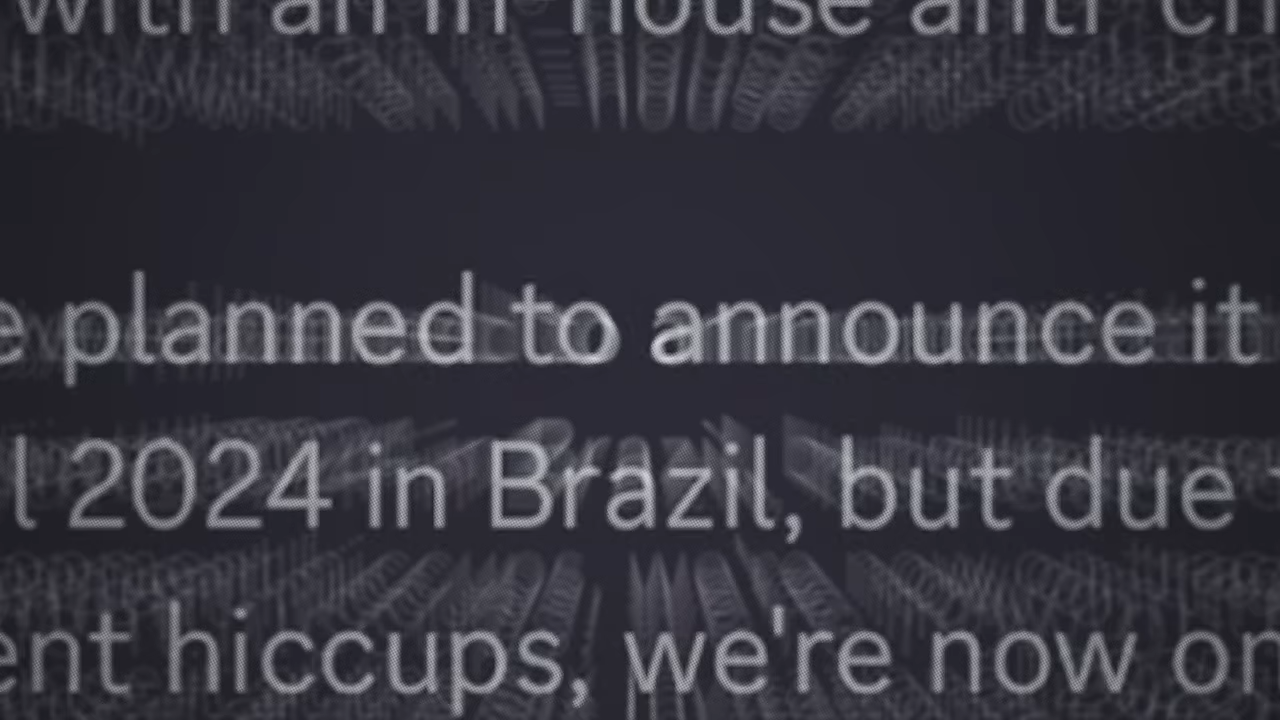 with an in-house anti-ch
e planned to announce it
l 2024 in Brazil, but due
ent hiccups, we're now on